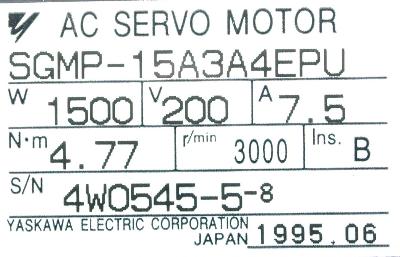 AC SERVO MOTOR
SGMP-15A3A4EPU
W 1500 V 200 A 7.5
N·m 4.77 r/min 3000 Ins. B
S/N 4W0545-5-8
YASKAWA ELECTRIC CORPORATION
JAPAN 1995.06